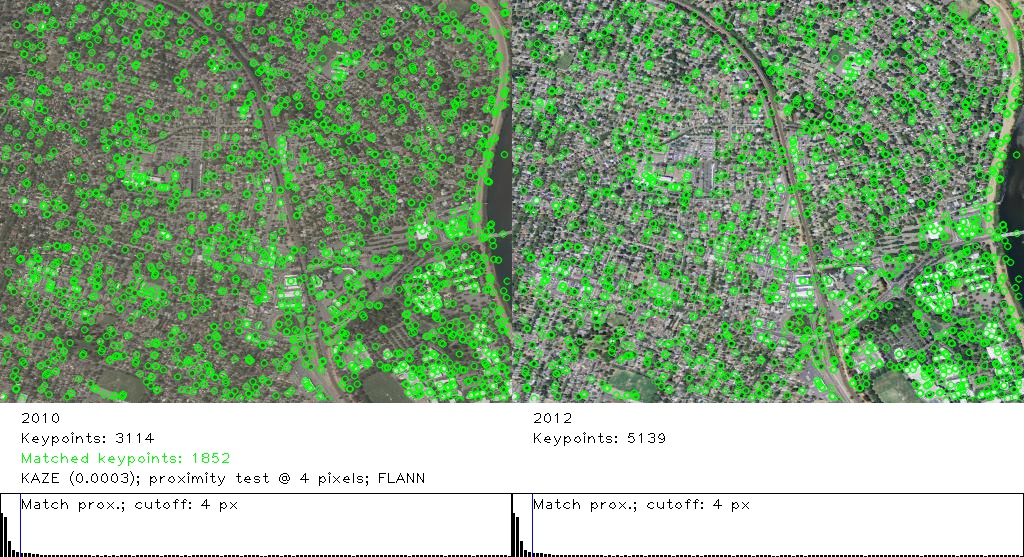 2010
Keypoints: 3114
Matched keypoints: 1852
KAZE (0.0003); proximity test @ 4 pixels; FLANN
2012
Keypoints: 5139
Match prox.; cutoff: 4 px
Match prox.; cutoff: 4 px